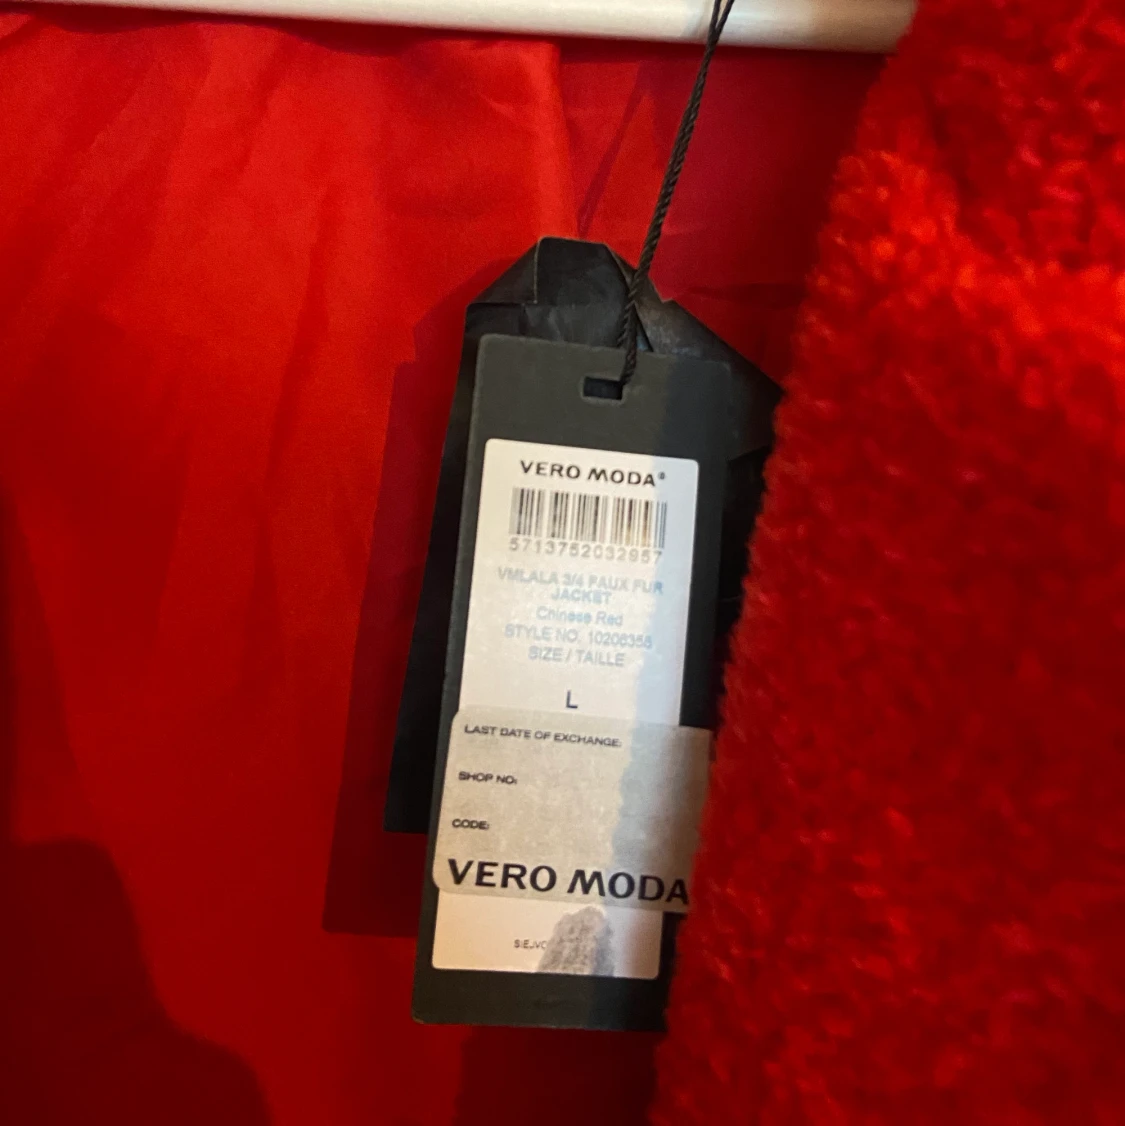 VERO MODA®
5713752032957
VMLALA 3/4 FAUX FUR
JACKET
Chinese Red
STYLE NO. 10206358
SIZE / TAILLE
L
LAST DATE OF EXCHANGE:
SHOP NO:
CODE:
VERO MODA